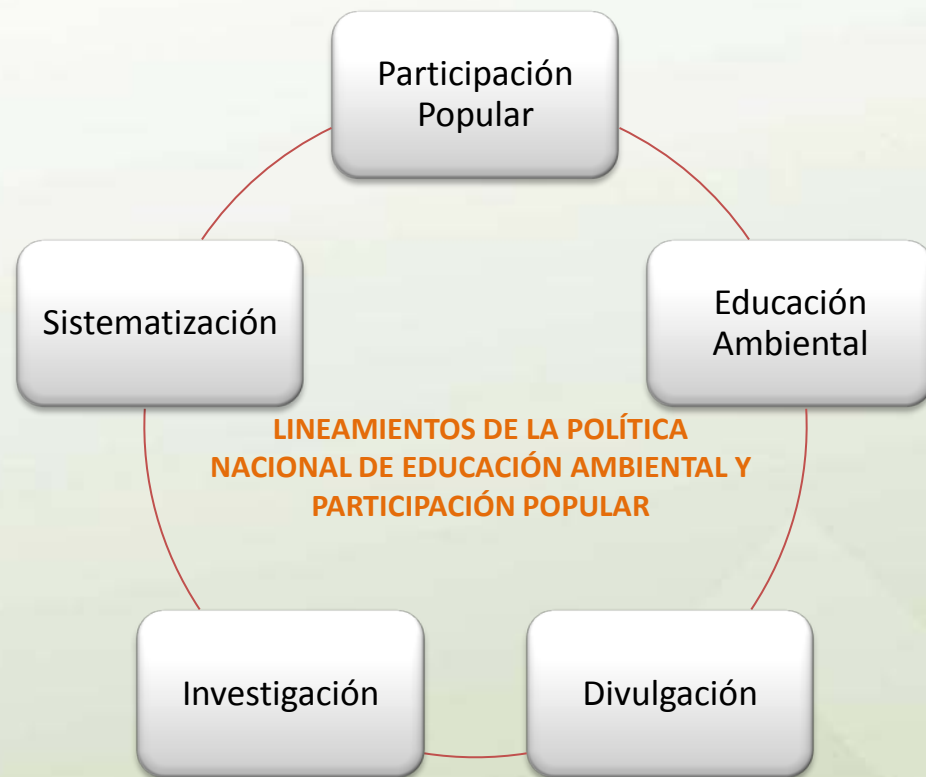 Participación
Popular
Sistematización
Educación
Ambiental
LINEAMIENTOS DE LA POLÍTICA
NACIONAL DE EDUCACIÓN AMBIENTAL Y
PARTICIPACIÓN POPULAR
Investigación
Divulgación